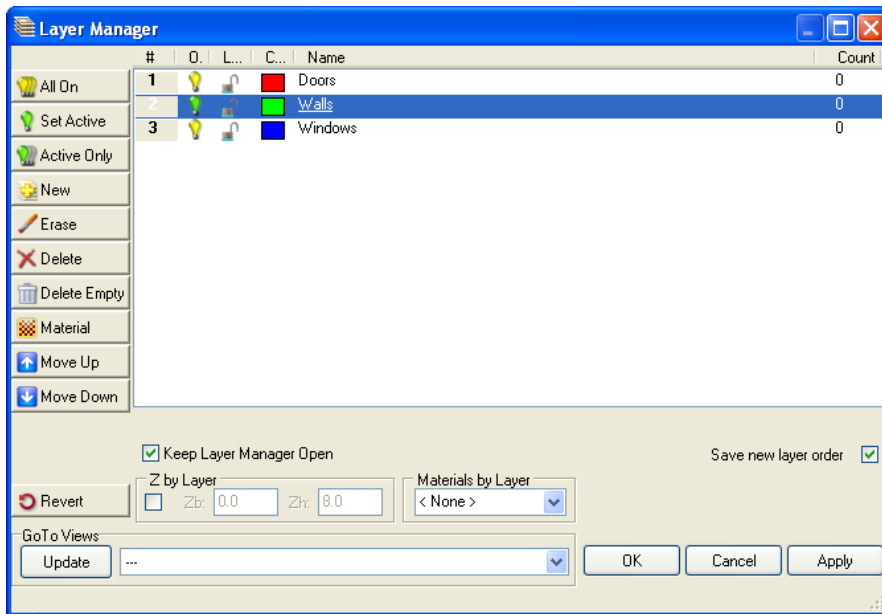 Layer Manager
# O. L... C... Name Count
All On
1 Doors 0
Set Active
2 Walls 0
3 Windows 0
Active Only
New
Erase
Delete
Delete Empty
Material
Move Up
Move Down
Keep Layer Manager Open
Save new layer order
Z by Layer
Materials by Layer
Revert
Zb: 0.0 Zh: 8.0
< None >
GoTo Views
Update
---
OK Cancel Apply